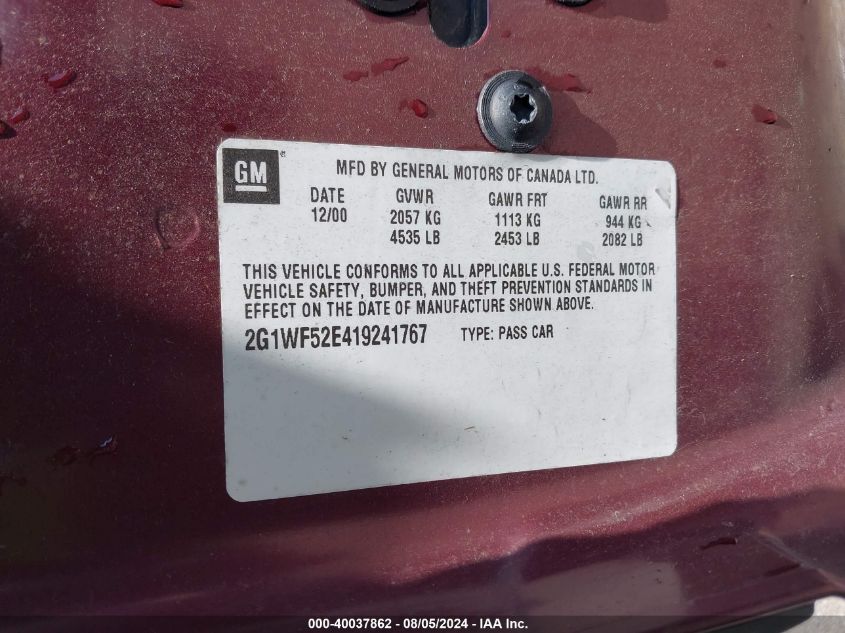 GM ®
MFD BY GENERAL MOTORS OF CANADA LTD.
DATE GVWR GAWR FRT GAWR RR
12/00 2057 KG 1113 KG 944 KG
4535 LB 2453 LB 2082 LB
THIS VEHICLE CONFORMS TO ALL APPLICABLE U.S. FEDERAL MOTOR
VEHICLE SAFETY, BUMPER, AND THEFT PREVENTION STANDARDS IN
EFFECT ON THE DATE OF MANUFACTURE SHOWN ABOVE.
2G1WF52E419241767 TYPE: PASS CAR
000-40037862 - 08/05/2024 - IAAI Inc.